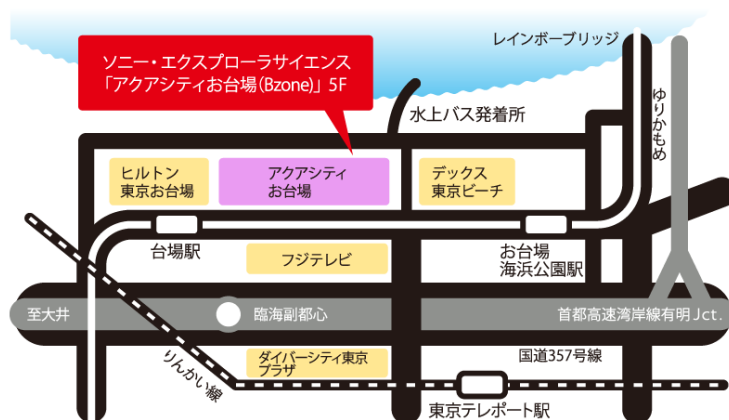 レインボーブリッジ
ソニー・エクスプローラサイエンス
「アクアシティお台場(Bzone)」5F
ゆりかもめ
水上バス発着所
ヒルトン
東京お台場
アクアシティ
お台場
デックス
東京ビーチ
台場駅
フジテレビ
お台場
海浜公園駅
至大井
臨海副都心
首都高速湾岸線有明Jct.
りんかい線
ダイバーシティ東京
プラザ
国道357号線
東京テレポート駅